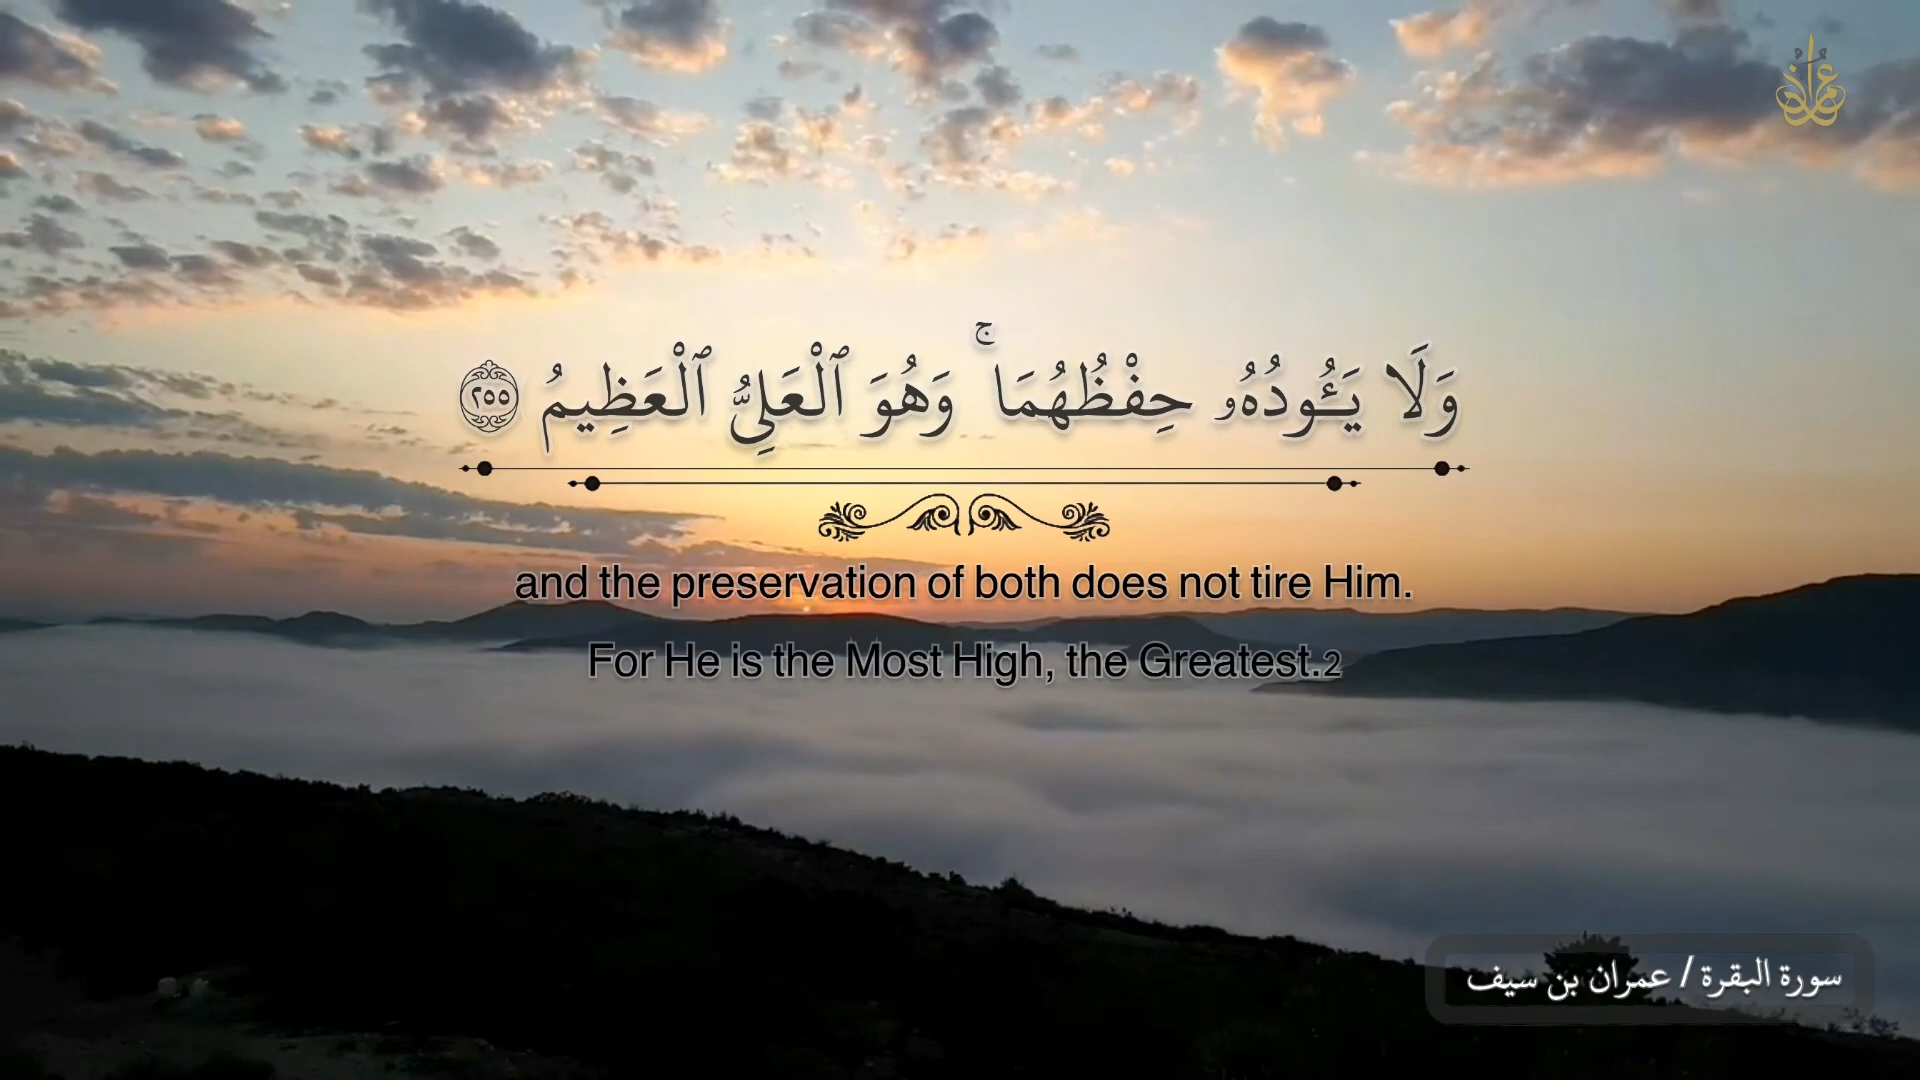 وَلَا يَـُٔودُهُۥ حِفْظُهُمَا ۚ وَهُوَ ٱلْعَلِىُّ ٱلْعَظِيمُ ٢٥٥
and the preservation of both does not tire Him.
For He is the Most High, the Greatest.2
سورة البقرة / عمران بن سيف